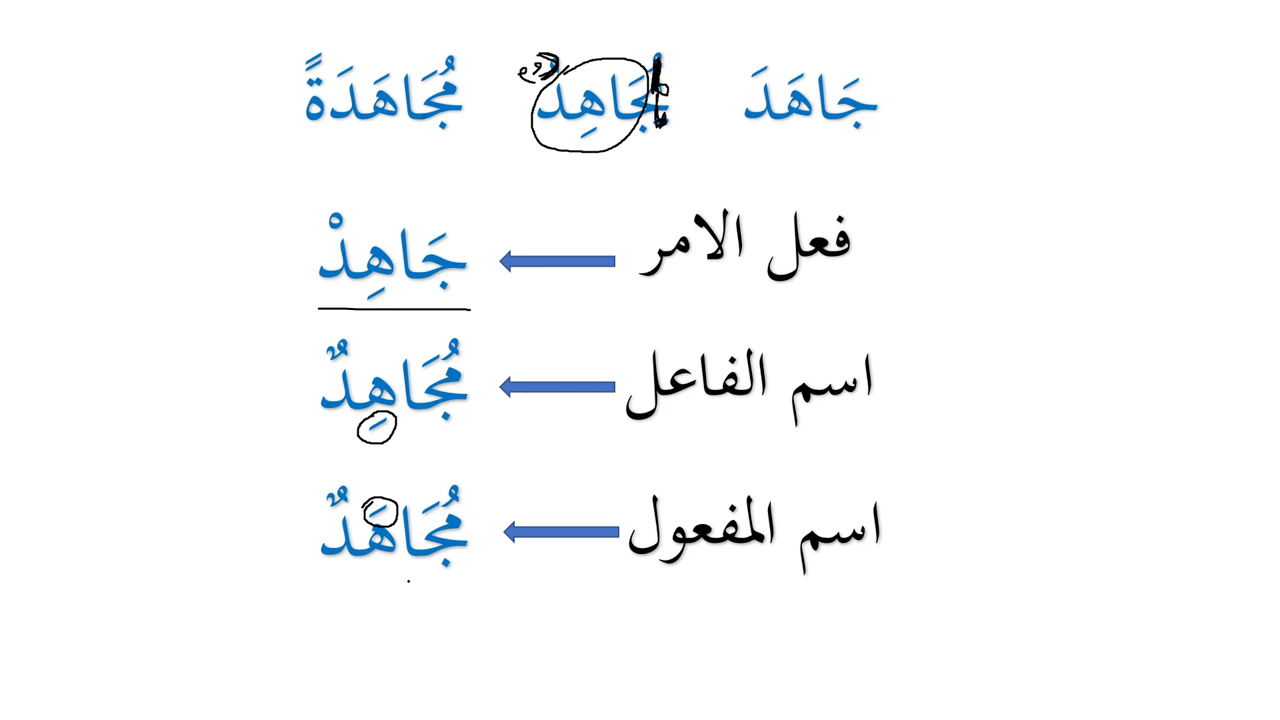 جَاهَدَ جَاهِد مُجَاهَدَةً
فعل الامر جَاهِدْ
اسم الفاعل مُجَاهِدٌ
اسم المفعول مُجَاهَدٌ